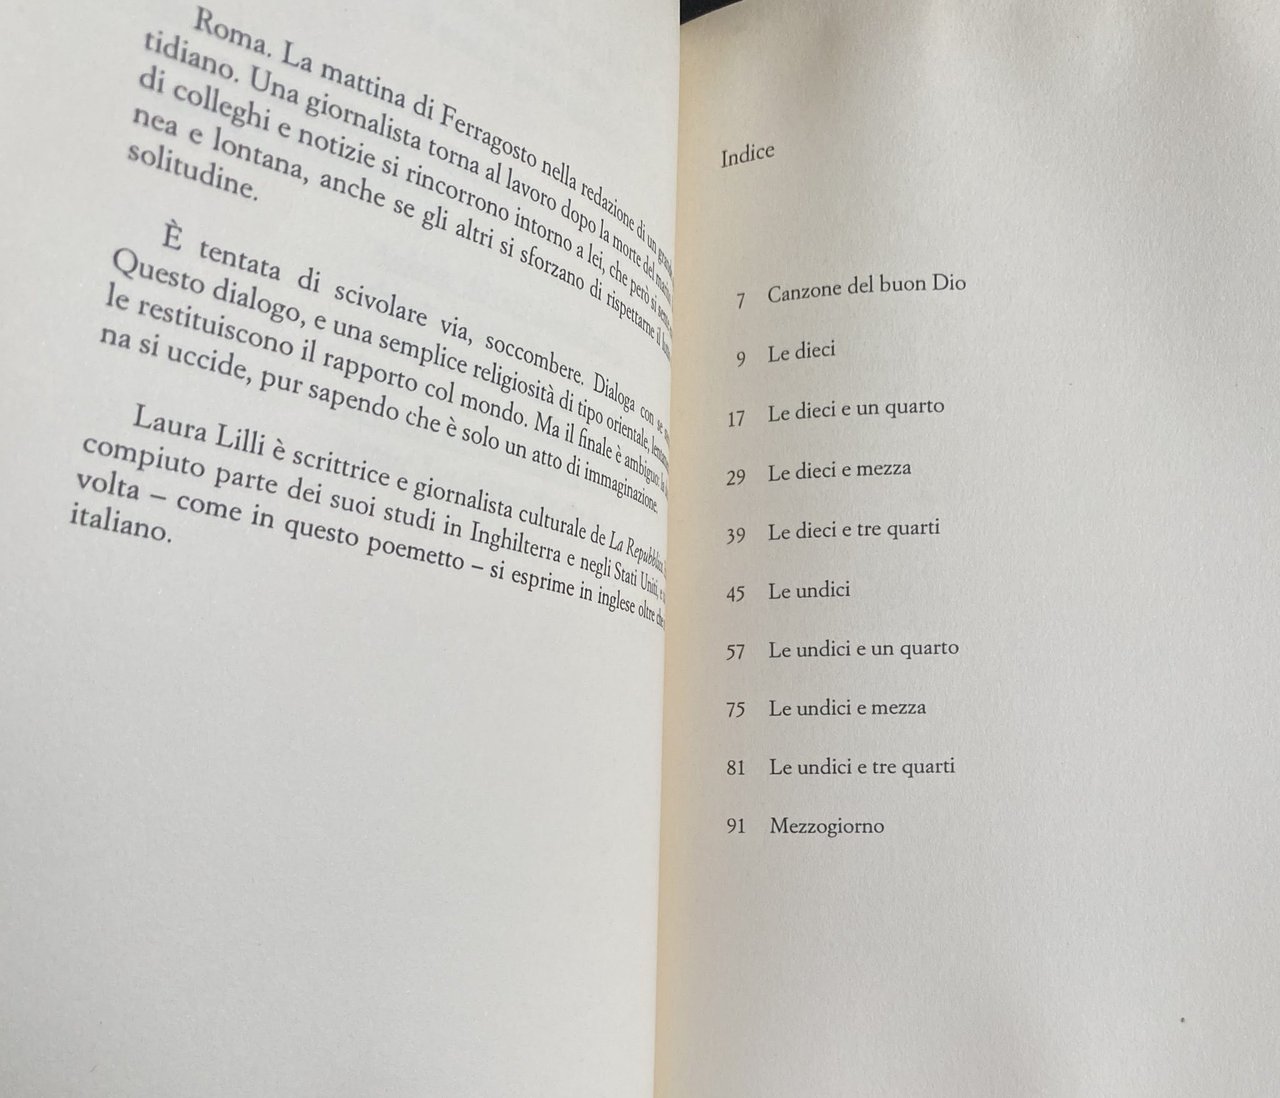 Roma. La mattina di Ferragosto nella redazione di un
tidiano. Una giornalista torna al lavoro dopo la morte del
di colleghi e notizie si rincorrono intorno a lei, che però si
nea e lontana, anche se gli altri si sforzano di rispettarne il
solitudine.
È tentata di scivolare via, soccombere. Dialoga con se
Questo dialogo, e una semplice religiosità di tipo orientale,
le restituiscono il rapporto col mondo. Ma il finale è ambiguo: la
na si uccide, pur sapendo che è solo un atto di immaginazione.
Laura Lilli è scrittrice e giornalista culturale de La Repubblica.
compiuto parte dei suoi studi in Inghilterra e negli Stati Uniti, e
volta – come in questo poemetto – si esprime in inglese oltre che
italiano.
Indice
7 Canzone del buon Dio
9 Le dieci
17 Le dieci e un quarto
29 Le dieci e mezza
39 Le dieci e tre quarti
45 Le undici
57 Le undici e un quarto
75 Le undici e mezza
81 Le undici e tre quarti
91 Mezzogiorno